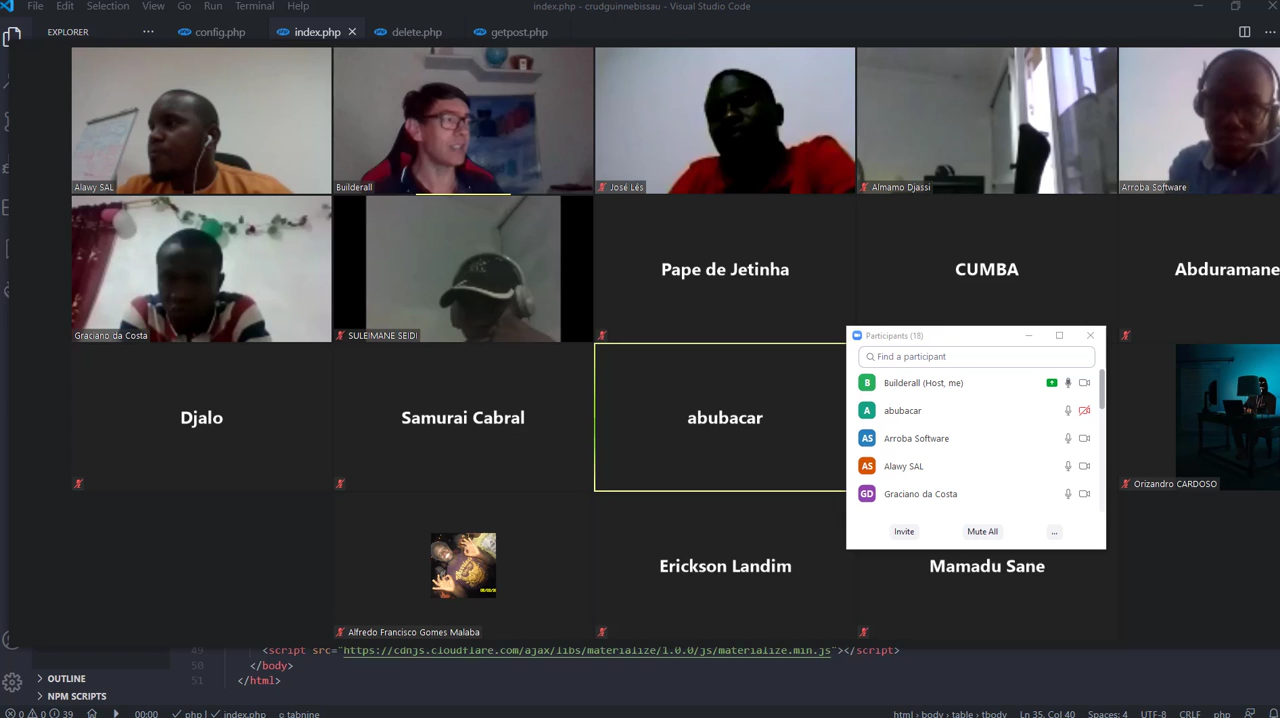 File Edit Selection View Go Run Terminal Help
index.php - crudguinnebissau - Visual Studio Code
EXPLORER
config.php
index.php
delete.php
getpost.php
Alawy SAL
Builderall
José Lés
Almamo Djassi
Arroba Software
Graciano da Costa
SULEIMANE SEIDI
Pape de Jetinha
CUMBA
Abduramane
Participants (18)
Find a participant
B Builderall (Host, me)
A abubacar
AS Arroba Software
AS Alawy SAL
GD Graciano da Costa
Invite
Mute All
...
Djalo
Samurai Cabral
abubacar
Orizandro CARDOSO
Alfredo Francisco Gomes Malaba
Erickson Landim
Mamadu Sane
49 <script src="https://cdnjs.cloudflare.com/ajax/libs/materialize/1.0.0/js/materialize.min.js"></script>
50 </body>
51 </html>
OUTLINE
NPM SCRIPTS
0 0 39 00:00 php | index.php tabnine
html › body › table › tbody Ln 35, Col 40 Spaces: 4 UTF-8 CRLF php